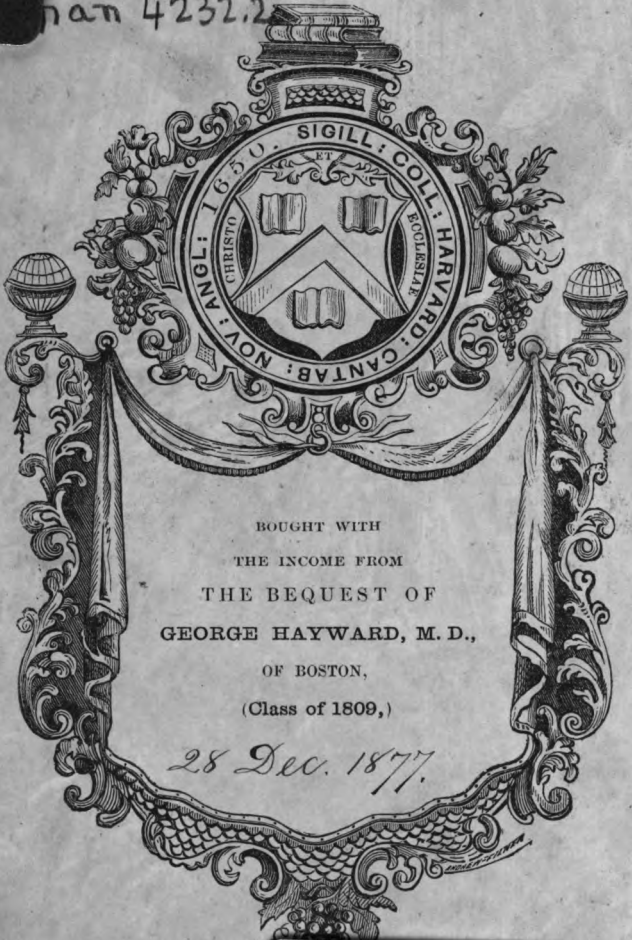 4232.2
SIGILL: COLL: HARVARD: CANTAB: NOV: ANGL: 1650.
ET
CHRISTO
ECCLESIAE
BOUGHT WITH
THE INCOME FROM
THE BEQUEST OF
GEORGE HAYWARD, M. D.,
OF BOSTON,
(Class of 1809,)
28 Dec. 1877.